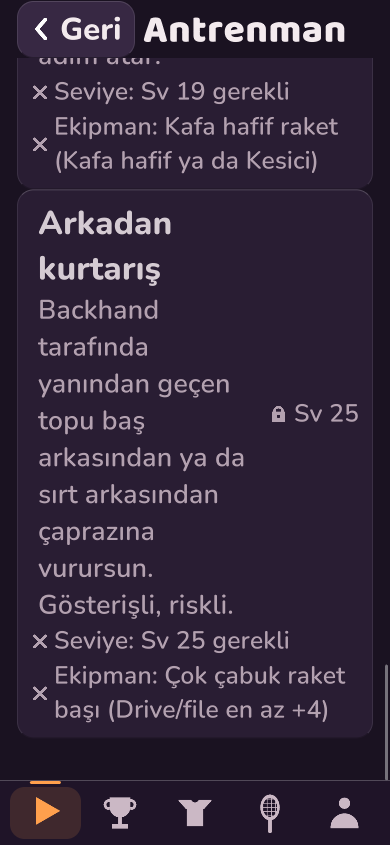 Geri
Antrenman
adım atar.
Seviye: Sv 19 gerekli
Ekipman: Kafa hafif raket
(Kafa hafif ya da Kesici)
Arkadan
kurtarış
Backhand
tarafında
yanından geçen
topu baş
arkasından ya da
sırt arkasından
çaprazına
vurursun.
Gösterişli, riskli.
Sv 25
Seviye: Sv 25 gerekli
Ekipman: Çok çabuk raket
başı (Drive/file en az +4)